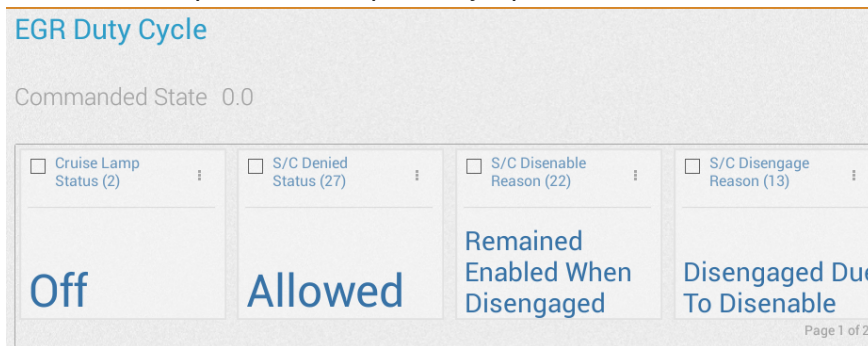 EGR Duty Cycle
Commanded State 0.0
Cruise Lamp
Status (2)
S/C Denied
Status (27)
S/C Disenable
Reason (22)
S/C Disengage
Reason (13)
Off
Allowed
Remained
Enabled When
Disengaged
Disengaged Due
To Disenable
Page 1 of 2